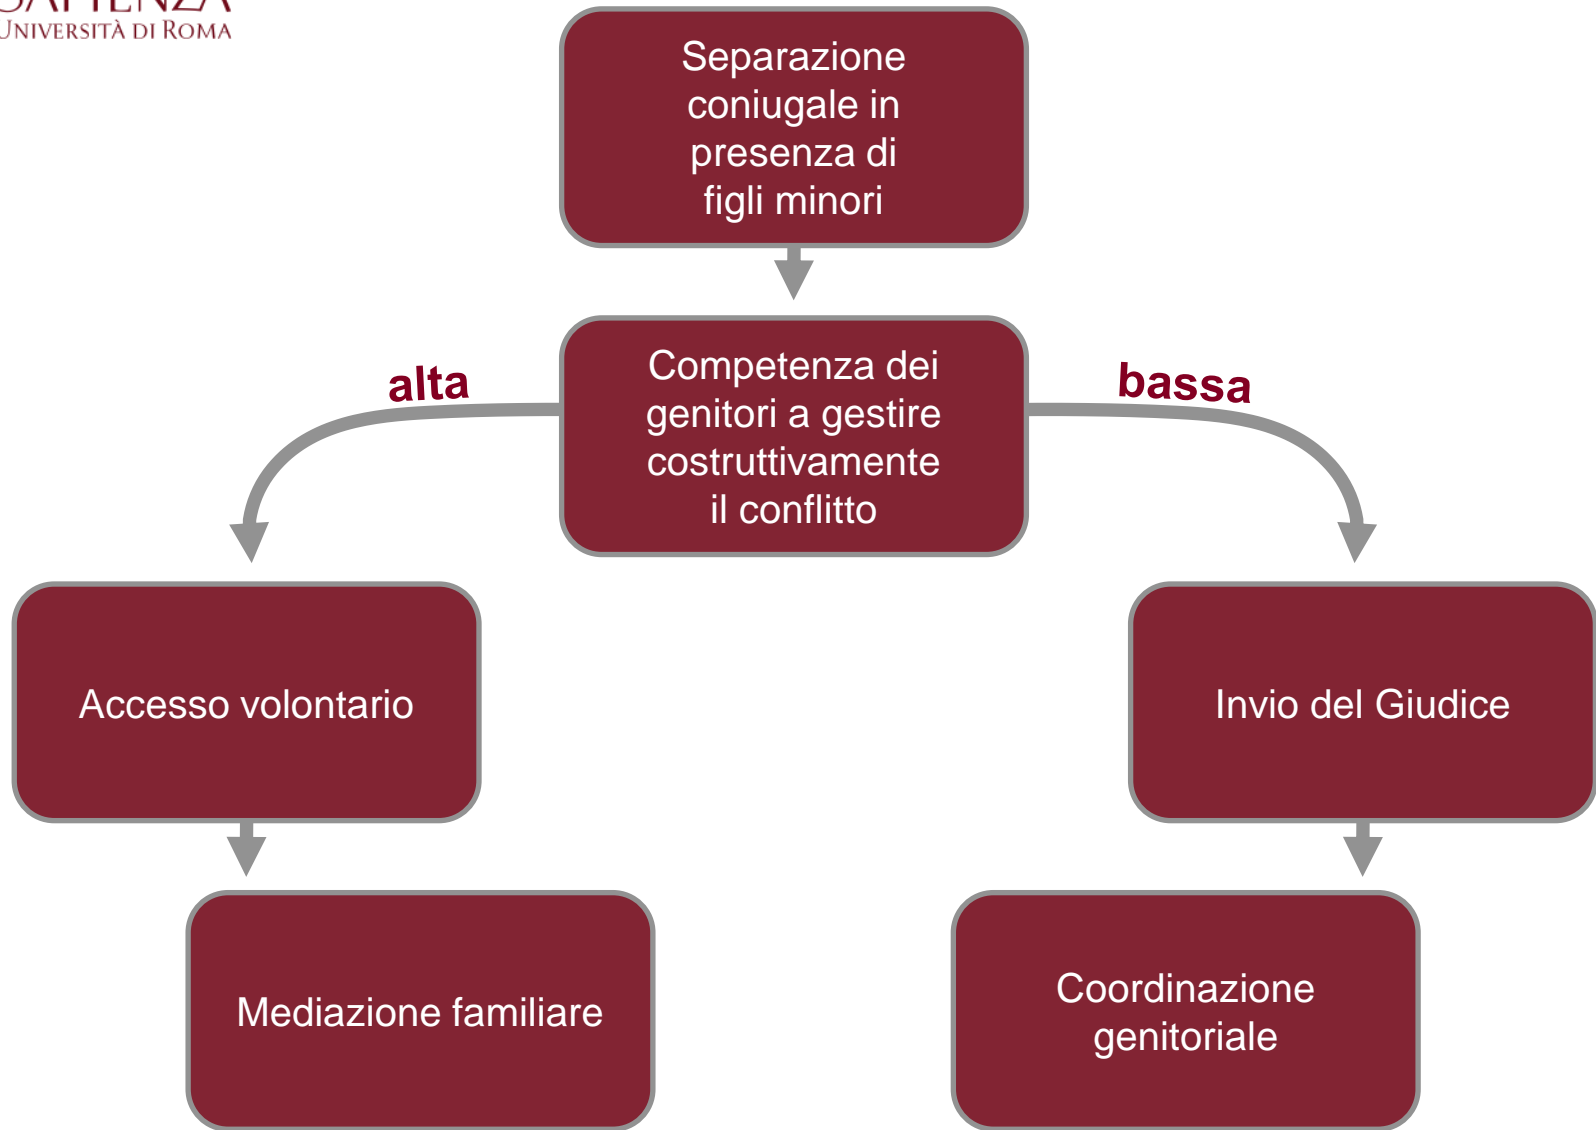 SAPIENZA
UNIVERSITÀ DI ROMA
Separazione
coniugale in
presenza di
figli minori
Competenza dei
genitori a gestire
costruttivamente
il conflitto
alta
bassa
Accesso volontario
Invio del Giudice
Mediazione familiare
Coordinazione
genitoriale